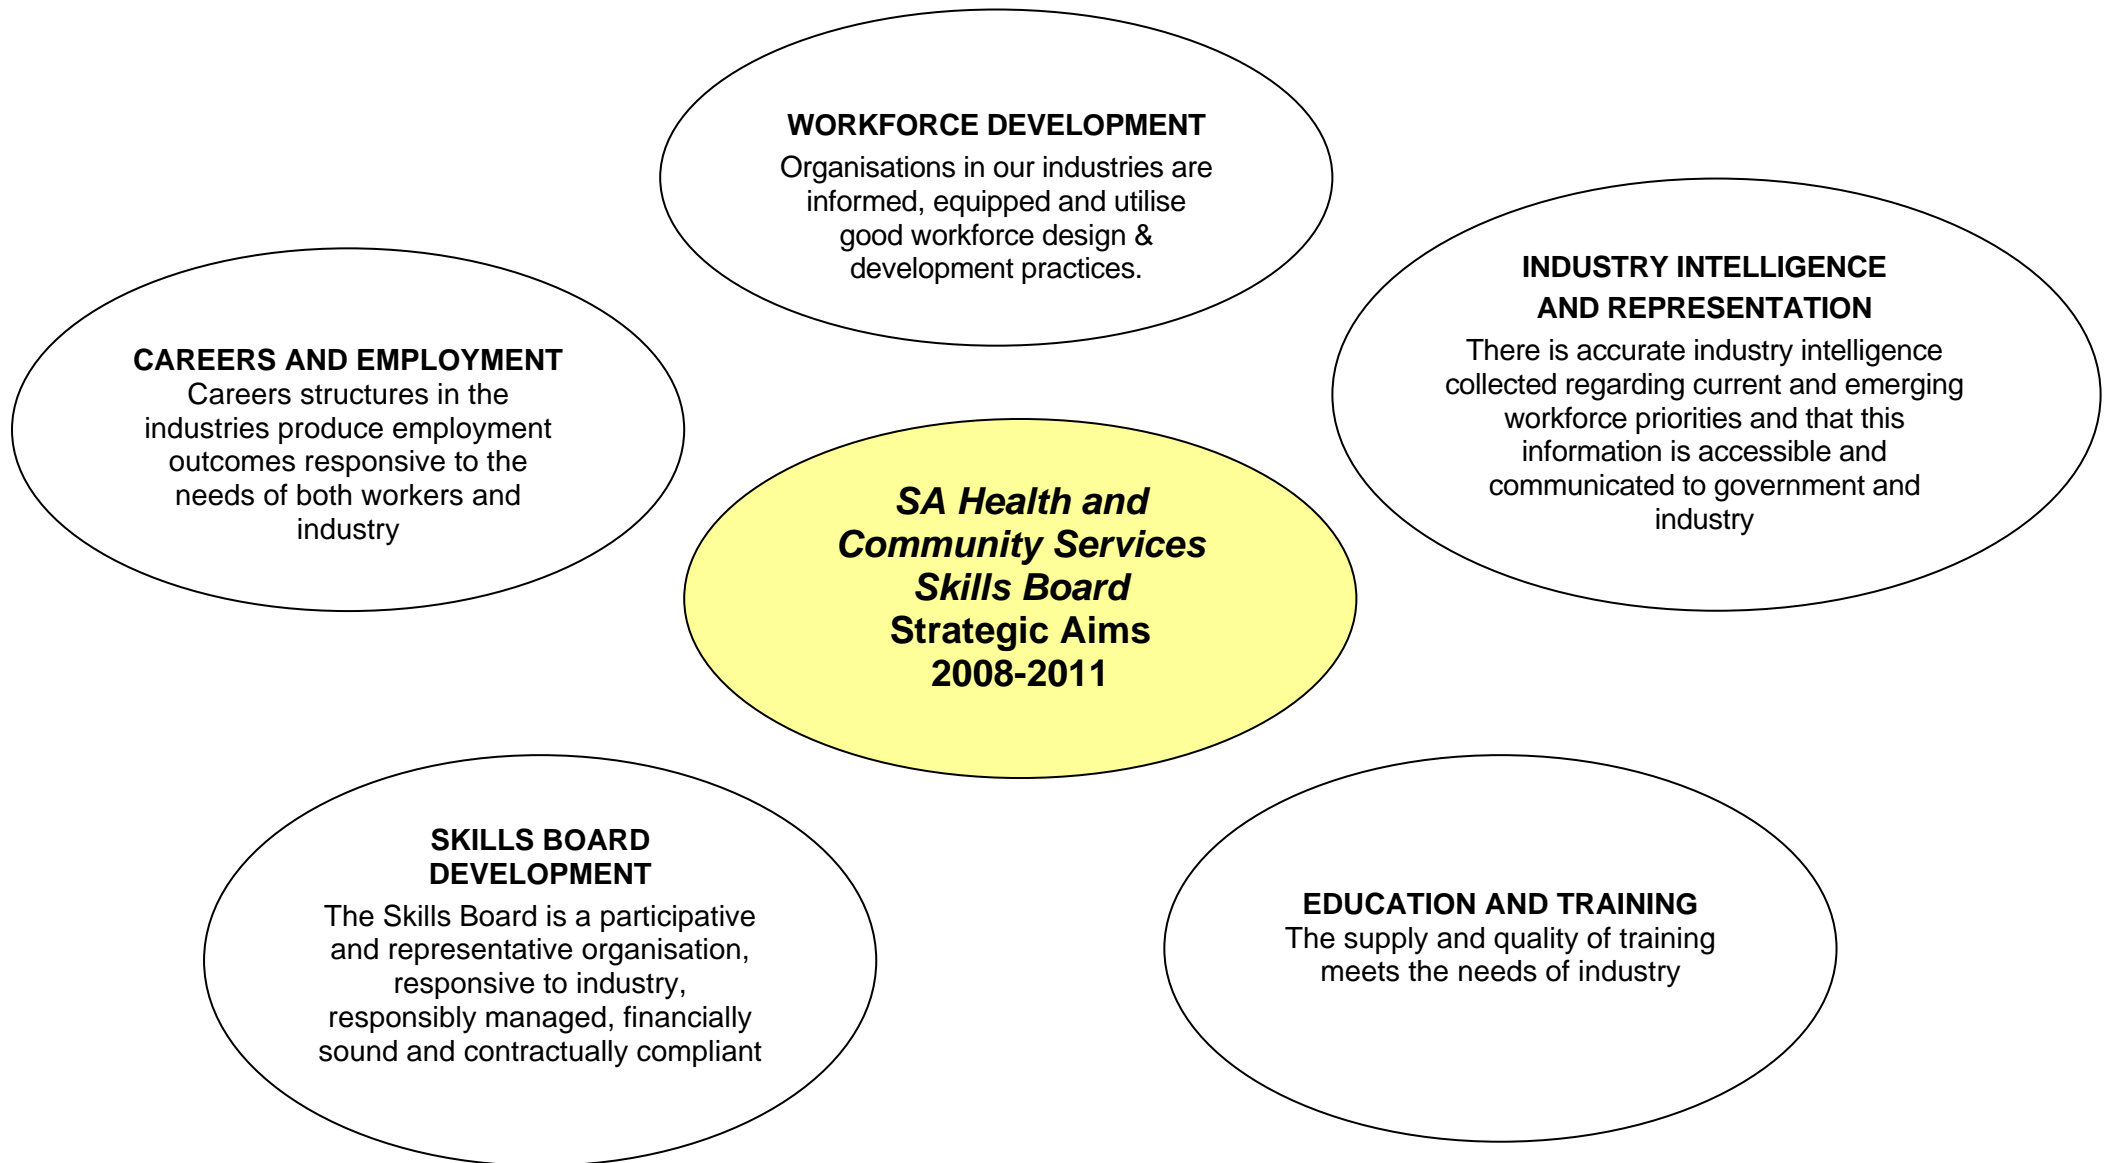 WORKFORCE DEVELOPMENT
Organisations in our industries are
informed, equipped and utilise
good workforce design &
development practices.
INDUSTRY INTELLIGENCE
AND REPRESENTATION
There is accurate industry intelligence
collected regarding current and emerging
workforce priorities and that this
information is accessible and
communicated to government and
industry
CAREERS AND EMPLOYMENT
Careers structures in the
industries produce employment
outcomes responsive to the
needs of both workers and
industry
SA Health and
Community Services
Skills Board
Strategic Aims
2008-2011
SKILLS BOARD
DEVELOPMENT
The Skills Board is a participative
and representative organisation,
responsive to industry,
responsibly managed, financially
sound and contractually compliant
EDUCATION AND TRAINING
The supply and quality of training
meets the needs of industry